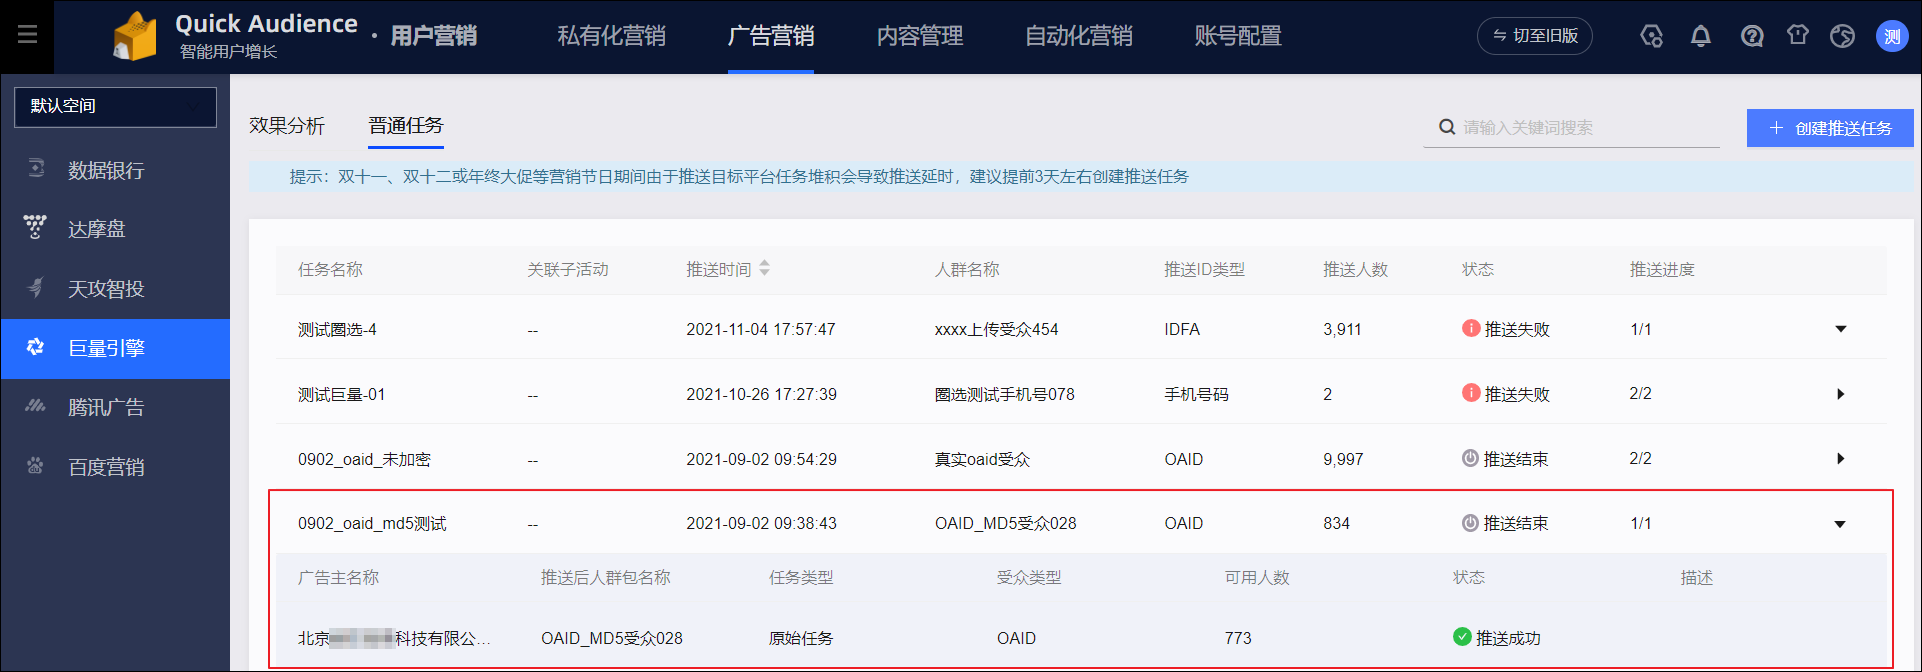 Quick Audience · 用户营销 私有化营销 广告营销 内容管理 自动化营销 账号配置 切至旧版 测
智能用户增长
默认空间
数据银行
达摩盘
天攻智投
巨量引擎
腾讯广告
百度营销
效果分析 普通任务 请输入关键词搜索 + 创建推送任务
提示：双十一、双十二或年终大促等营销节日期间由于推送目标平台任务堆积会导致推送延时，建议提前3天左右创建推送任务
任务名称 关联子活动 推送时间 人群名称 推送ID类型 推送人数 状态 推送进度
测试圈选-4 -- 2021-11-04 17:57:47 xxxx上传受众454 IDFA 3,911 推送失败 1/1
测试巨量-01 -- 2021-10-26 17:27:39 圈选测试手机号078 手机号码 2 推送失败 2/2
0902_oaid_未加密 -- 2021-09-02 09:54:29 真实oaid受众 OAID 9,997 推送结束 2/2
0902_oaid_md5测试 -- 2021-09-02 09:38:43 OAID_MD5受众028 OAID 834 推送结束 1/1
广告主名称 推送后人群包名称 任务类型 受众类型 可用人数 状态 描述
北京 科技有限公... OAID_MD5受众028 原始任务 OAID 773 推送成功